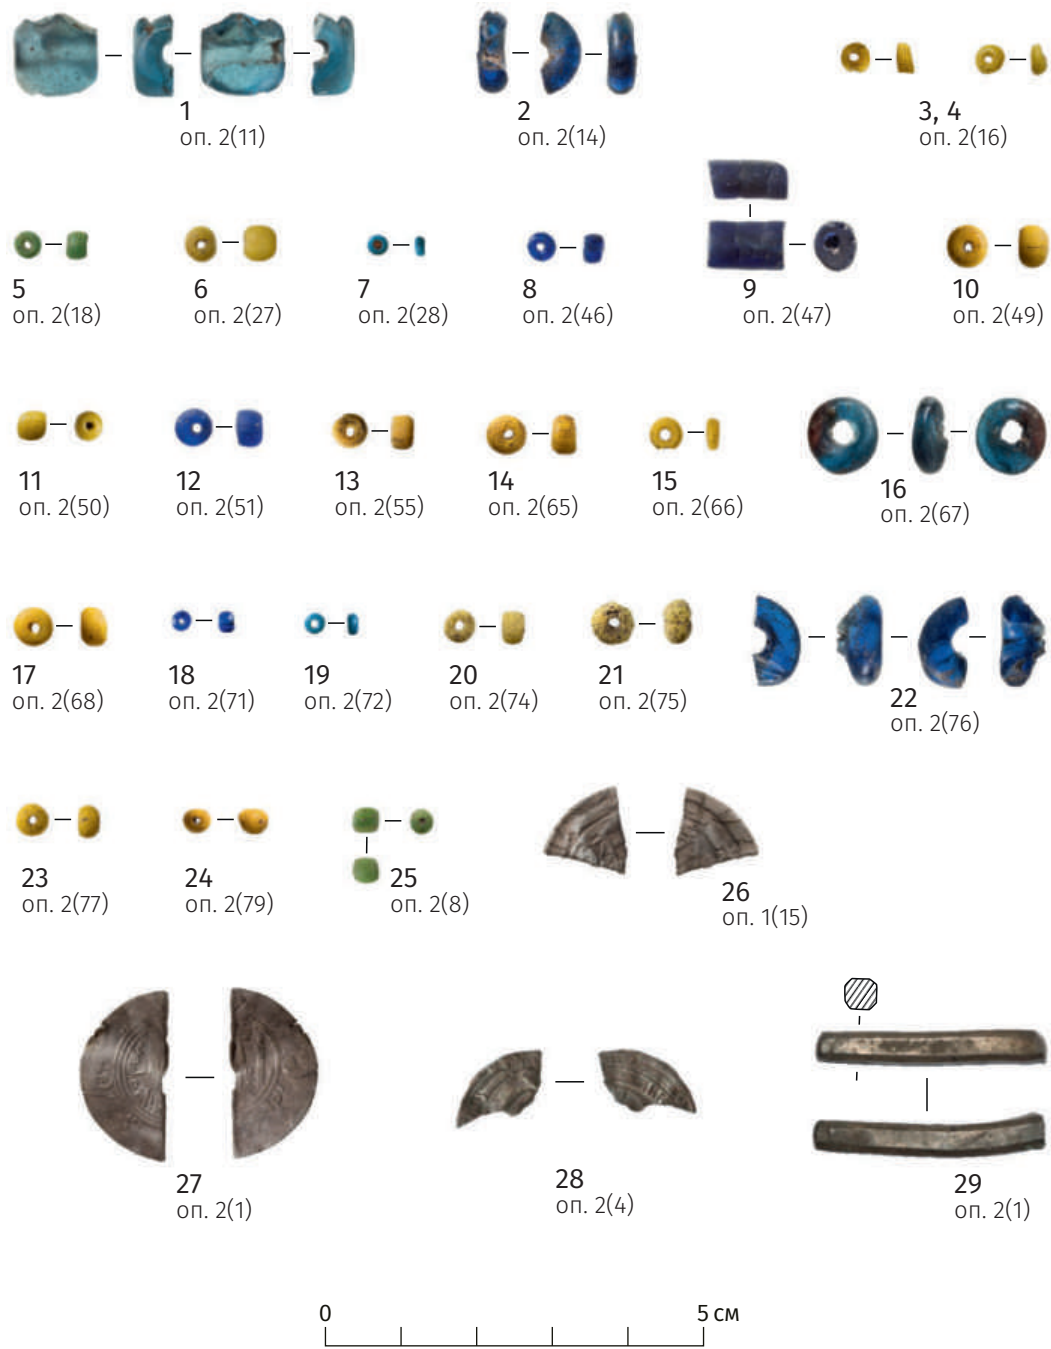 1
оп. 2(11)
2
оп. 2(14)
3, 4
оп. 2(16)
5
оп. 2(18)
6
оп. 2(27)
7
оп. 2(28)
8
оп. 2(46)
9
оп. 2(47)
10
оп. 2(49)
11
оп. 2(50)
12
оп. 2(51)
13
оп. 2(55)
14
оп. 2(65)
15
оп. 2(66)
16
оп. 2(67)
17
оп. 2(68)
18
оп. 2(71)
19
оп. 2(72)
20
оп. 2(74)
21
оп. 2(75)
22
оп. 2(76)
23
оп. 2(77)
24
оп. 2(79)
25
оп. 2(8)
26
оп. 1(15)
27
оп. 2(1)
28
оп. 2(4)
29
оп. 2(1)
0 5 см